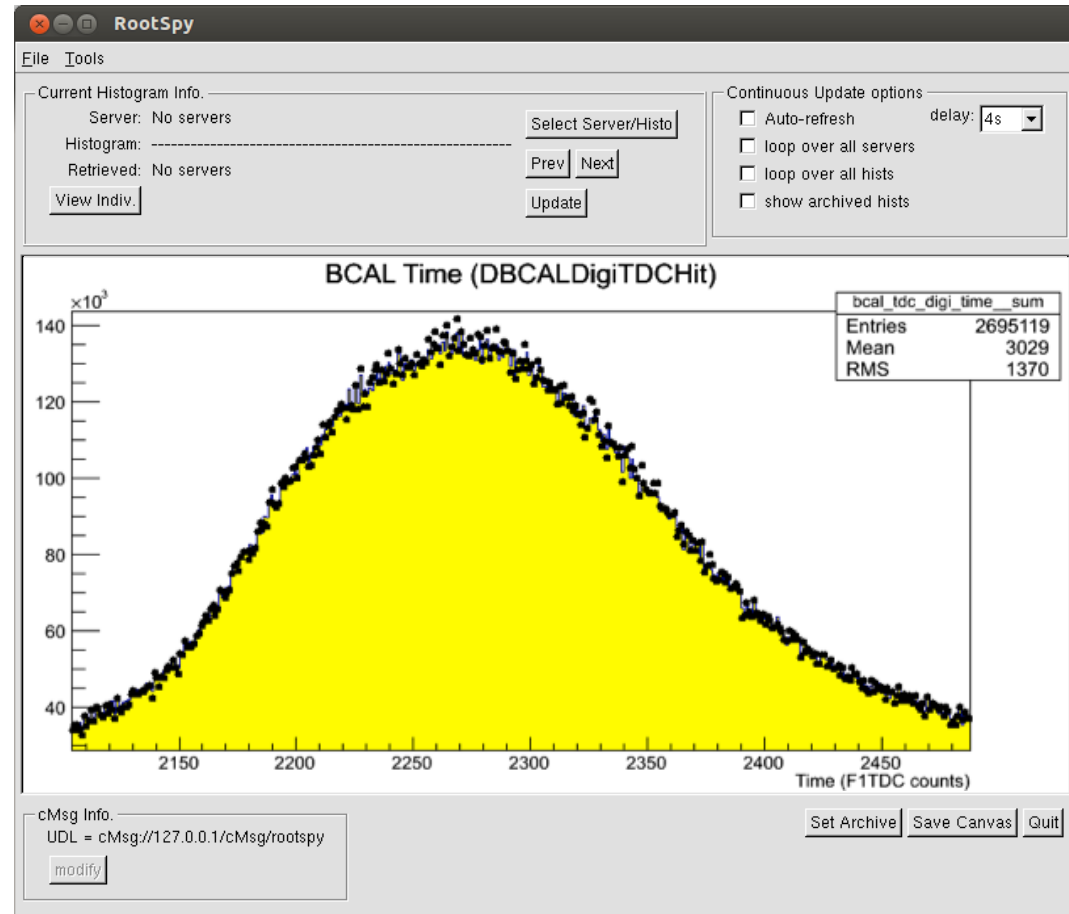 RootSpy
File Tools
Current Histogram Info.
Server: No servers
Histogram: -------------------------------------------------------
Retrieved: No servers
View Indiv.
Select Server/Histo
Prev Next
Update
Continuous Update options
Auto-refresh
delay: 4s
loop over all servers
loop over all hists
show archived hists
BCAL Time (DBCALDigiTDCHit)
×10³
140
120
100
80
60
40
bcal_tdc_digi_time__sum
Entries 2695119
Mean 3029
RMS 1370
2150 2200 2250 2300 2350 2400 2450
Time (F1TDC counts)
cMsg Info.
UDL = cMsg://127.0.0.1/cMsg/rootspy
modify
Set Archive Save Canvas Quit